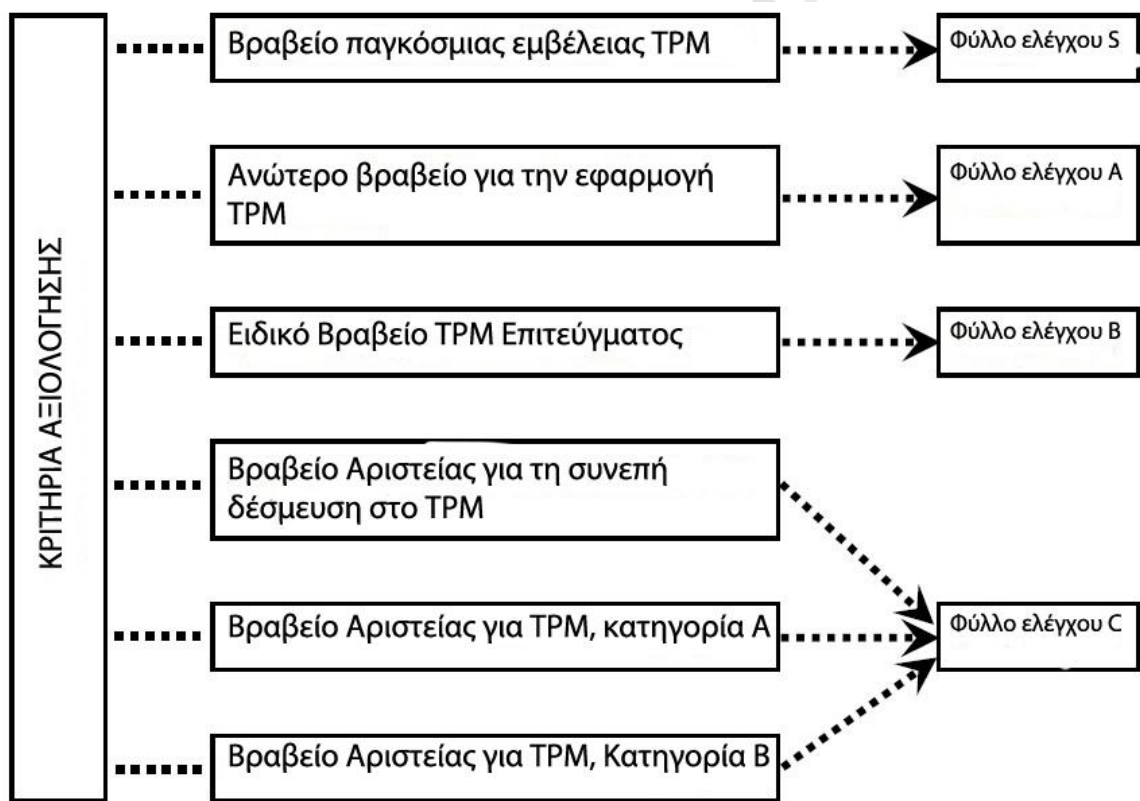 ΚΡΙΤΗΡΙΑ ΑΞΙΟΛΟΓΗΣΗΣ
Βραβείο παγκόσμιας εμβέλειας TPM
Φύλλο ελέγχου S
Ανώτερο βραβείο για την εφαρμογή
TPM
Φύλλο ελέγχου A
Ειδικό Βραβείο TPM Επιτεύγματος
Φύλλο ελέγχου B
Βραβείο Αριστείας για τη συνεπή
δέσμευση στο TPM
Βραβείο Αριστείας για TPM, κατηγορία A
Φύλλο ελέγχου C
Βραβείο Αριστείας για TPM, Κατηγορία B